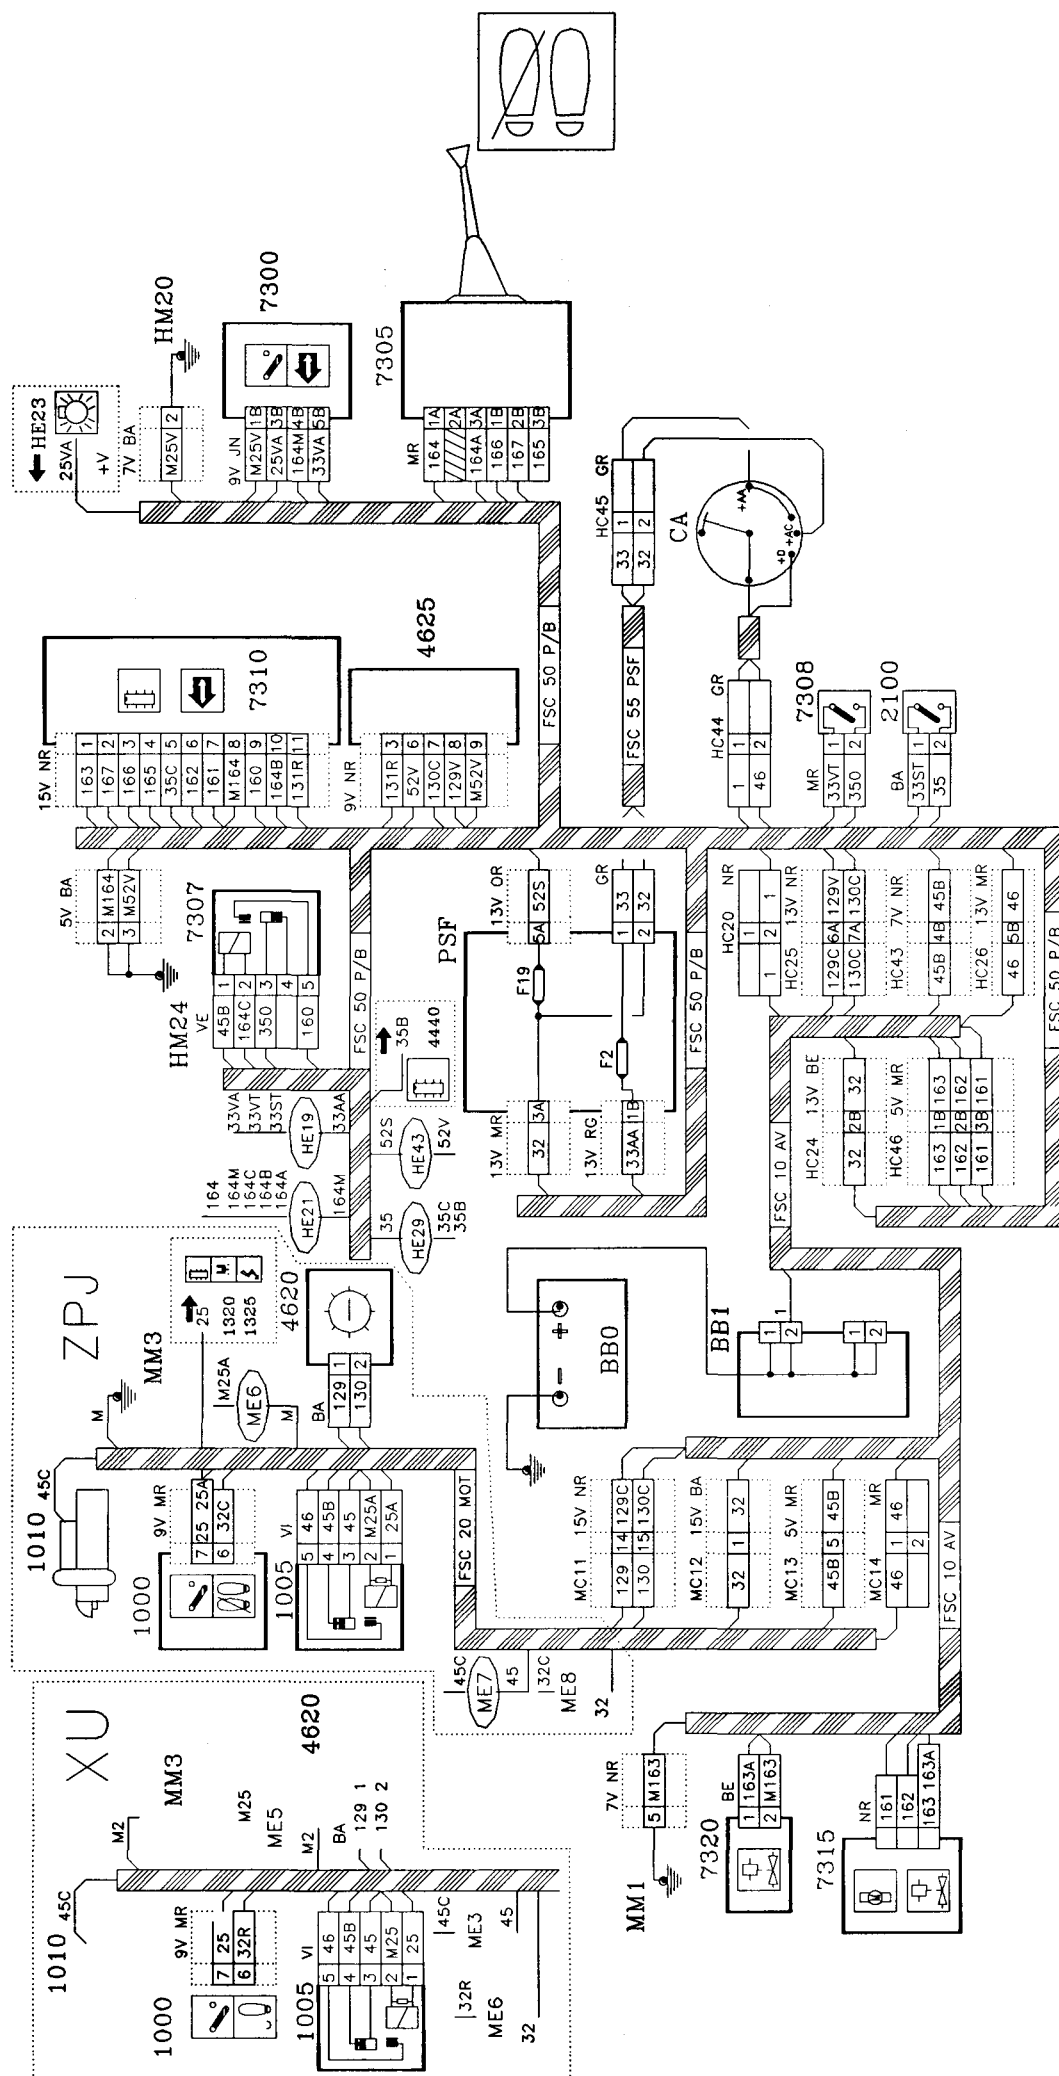 XU
1010
45C
M2
MM3
M25
ME5
M2
4620
BA
129 1
130 2
9V MR
7 25
6 32R
1000
1005
VI
5 46
4 45B
3 45
2 M25
1 25
45C
ME3
45
32R
ME6
32
ZPJ
1010 45C
M
MM3
25
1320
1325
M25A
ME6
M
4620
BA
129 1
130 2
9V MR
7 25 25A
6 32C
1000
1005
VI
5 46
4 45B
3 45
2 M25A
1 25A
FSC 20 MOT
45C
ME7
45
32C
ME8
32
164
164M
164C
164B
164A
HE21
164M
33VA
33VT
33ST
HE19
33AA
35
HE29
35C
35B
52S
HE43
52V
35B
4440
5V BA
2 M164
3 M52V
HM24
7307
VE
45B 1
164C 2
350 3
4
160 5
FSC 50 P/B
15V NR
163 1
167 2
166 3
165 4
35C 5
162 6
161 7
M164 8
160 9
164B 10
131R 11
7310
9V NR
131R 3
52V 6
130C 7
129V 8
M52V 9
4625
FSC 50 P/B
HE23
25VA
+V
7V BA
M25V 2
HM20
9V JN
M25V 1B
25VA 3B
164M 4B
33VA 5B
7300
MR
164 1A
2A
164A 3A
166 1B
167 2B
165 3B
7305
PSF
13V MR
32 3A
13V RG
33AA 1B
F19
F2
13V OR
5A 52S
GR
1 33
2 32
FSC 50 P/B
FSC 55 PSF
HC45 GR
33 1
32 2
CA
+AA
+AC
+D
HC44 GR
1 1
46 2
7308
MR
33VT 1
350 2
2100
BA
33ST 1
35 2
HC20 NR
1
1 2 1
HC25 13V NR
129C 6A 129V
130C 7A 130C
HC43 7V NR
45B 4B 45B
HC26 13V MR
46 5B 46
FSC 50 P/B
FSC 10 AV
HC24 13V BE
32 2B 32
HC46 5V MR
163 1B 163
162 2B 162
161 3B 161
BB0
+
−
BB1
1
2
1
2
1
MC11 15V NR
129 14 129C
130 15 130C
MC12 15V BA
32 1 32
MC13 5V MR
45B 5 45B
MC14 MR
46 1 46
2
FSC 10 AV
MM1
7V NR
5 M163
7320
BE
1 163A
2 M163
7315
NR
161
162
163 163A